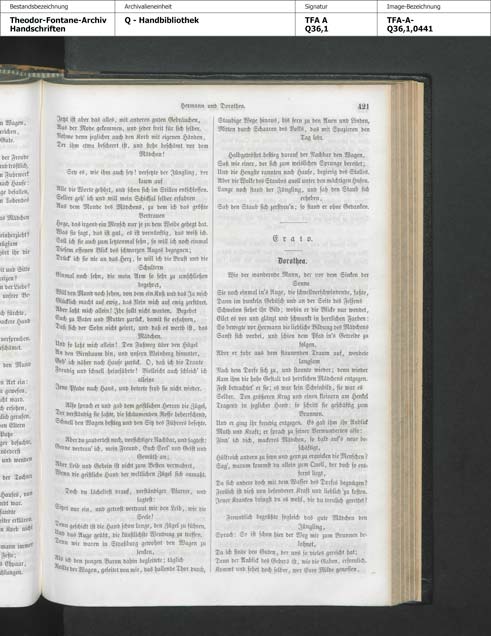 Bestandsbezeichnung
Archivalieneinheit
Signatur
Image-Bezeichnung
Theodor-Fontane-Archiv
Handschriften
Q - Handbibliothek
TFA A
Q36,1
TFA-A-
Q36,1,0441
Hermann und Dorothea.
421
Jetzt ist aber das alles, mit anderen guten Gebräuchen,
Aus der Mode gekommen, und jeder freit für sich selber.
Nehme denn jeglicher auch den Korb mit eigenen Händen,
Der ihm etwa beschert ist, und stehe beschämt vor dem
Mädchen!
Sei es, wie ihm auch sei! versetzte der Jüngling, der
kaum auf
Alle die Worte gehört, und schon sich im Stillen entschlossen.
Selber geh' ich und will mein Schicksal selber erfahren
Aus dem Munde des Mädchens, zu dem ich das größte
Vertrauen
Hege, das irgend ein Mensch nur je zu dem Weibe gehegt hat.
Was sie sagt, das ist gut, es ist vernünftig, das weiß ich.
Soll ich sie auch zum letztenmal sehn, so will ich noch einmal
Diesem offenen Blick des schwarzen Auges begegnen;
Drück' ich sie nie an das Herz, so will ich die Brust und die
Schultern
Einmal noch sehn, die mein Arm so sehr zu umschließen
begehret,
Will den Mund noch sehen, von dem ein Kuß und das Ja mich
Glücklich macht auf ewig, das Nein mich auf ewig zerstöret.
Aber laßt mich allein! Ihr sollt nicht warten. Begebet
Euch zu Vater und Mutter zurück, damit sie erfahren,
Daß sich der Sohn nicht geirrt, und daß es werth ist, das
Mädchen.
Und so laßt mich allein! Den Fußweg über den Hügel
An dem Birnbaum hin, und unsern Weinberg hinunter,
Geh' ich näher nach Hause zurück. O, daß ich die Traute
Freudig und schnell heimführte! Vielleicht auch schleich' ich
alleine
Jene Pfade nach Haus, und betrete froh sie nicht wieder.
Also sprach er und gab dem geistlichen Herren die Zügel,
Der verständig sie faßte, die schäumenden Rosse beherrschend,
Schnell den Wagen bestieg und den Sitz des Führers besetzte.
Aber du zaudertest noch, vorsichtiger Nachbar, und sagtest:
Gerne vertrau' ich, mein Freund, Euch Seel' und Geist und
Gemüth an;
Aber Leib und Gebein ist nicht zum Besten verwahret,
Wenn die geistliche Hand der weltlichen Zügel sich anmaßt.
Doch du lächeltest drauf, verständiger Pfarrer, und
sagtest:
Sitzet nur ein, und getrost vertraut mir den Leib, wie die
Seele!
Denn geschickt ist die Hand schon lange, den Zügel zu führen,
Und das Auge geübt, die künstlichste Wendung zu treffen.
Denn wir waren in Straßburg gewohnt den Wagen zu
lenken,
Als ich den jungen Baron dahin begleitete; täglich
Rollte der Wagen, geleitet von mir, das hallende Thor durch,
Staubige Wege hinaus, bis fern zu den Auen und Linden,
Mitten durch Schaaren des Volks, das mit Spazieren den
Tag lebt.
Halbgetröstet bestieg darauf der Nachbar den Wagen,
Saß wie einer, der sich zum weislichen Sprunge bereitet;
Und die Hengste rannten nach Hause, begierig des Stalles.
Aber die Wolke des Staubes quoll unter den mächtigen Hufen.
Lange noch stand der Jüngling, und sah den Staub sich
erheben,
Sah den Staub sich zerstreun; so stand er ohne Gedanken.
Erato.
Dorothea.
Wie der wandernde Mann, der vor dem Sinken der
Sonne
Sie noch einmal in's Auge, die schnellverschwindende, faßte,
Dann im dunkeln Gebüsch und an der Seite des Felsens
Schweben siehet ihr Bild; wohin er die Blicke nur wendet,
Eilet es vor und glänzt und schwankt in herrlichen Farben:
So bewegte vor Hermann die liebliche Bildung des Mädchens
Sanft sich vorbei, und schien dem Pfad in's Getreide zu
folgen.
Aber er fuhr aus dem staunenden Traum auf, wendete
langsam
Nach dem Dorfe sich zu, und staunte wieder; denn wieder
Kam ihm die hohe Gestalt des herrlichen Mädchens entgegen.
Fest betrachtet' er sie; es war kein Scheinbild, sie war es
Selber. Den größeren Krug und einen kleinern am Henkel
Tragend in jeglicher Hand: so schritt sie geschäftig zum
Brunnen.
Und er ging ihr freudig entgegen. Es gab ihm ihr Anblick
Muth und Kraft; er sprach zu seiner Verwunderten also:
Find' ich dich, wackeres Mädchen, so bald auf's neue be-
schäftigt,
Hülfreich andern zu seyn und gern zu erquicken die Menschen?
Sag', warum kommst du allein zum Quell, der doch so ent-
fernt liegt,
Da sich andere doch mit dem Wasser des Dorfes begnügen?
Freilich ist dieß von besonderer Kraft und lieblich zu kosten.
Jener Kranken bringst du es wohl, die du treulich gerettet?
Freundlich begrüßte sogleich das gute Mädchen den
Jüngling,
Sprach: So ist schon hier der Weg mir zum Brunnen be-
lohnet,
Da ich finde den Guten, der uns so vieles gereicht hat;
Denn der Anblick des Gebers ist, wie die Gaben, erfreulich.
Kommt und sehet doch selber, wer Eure Milde genossen,